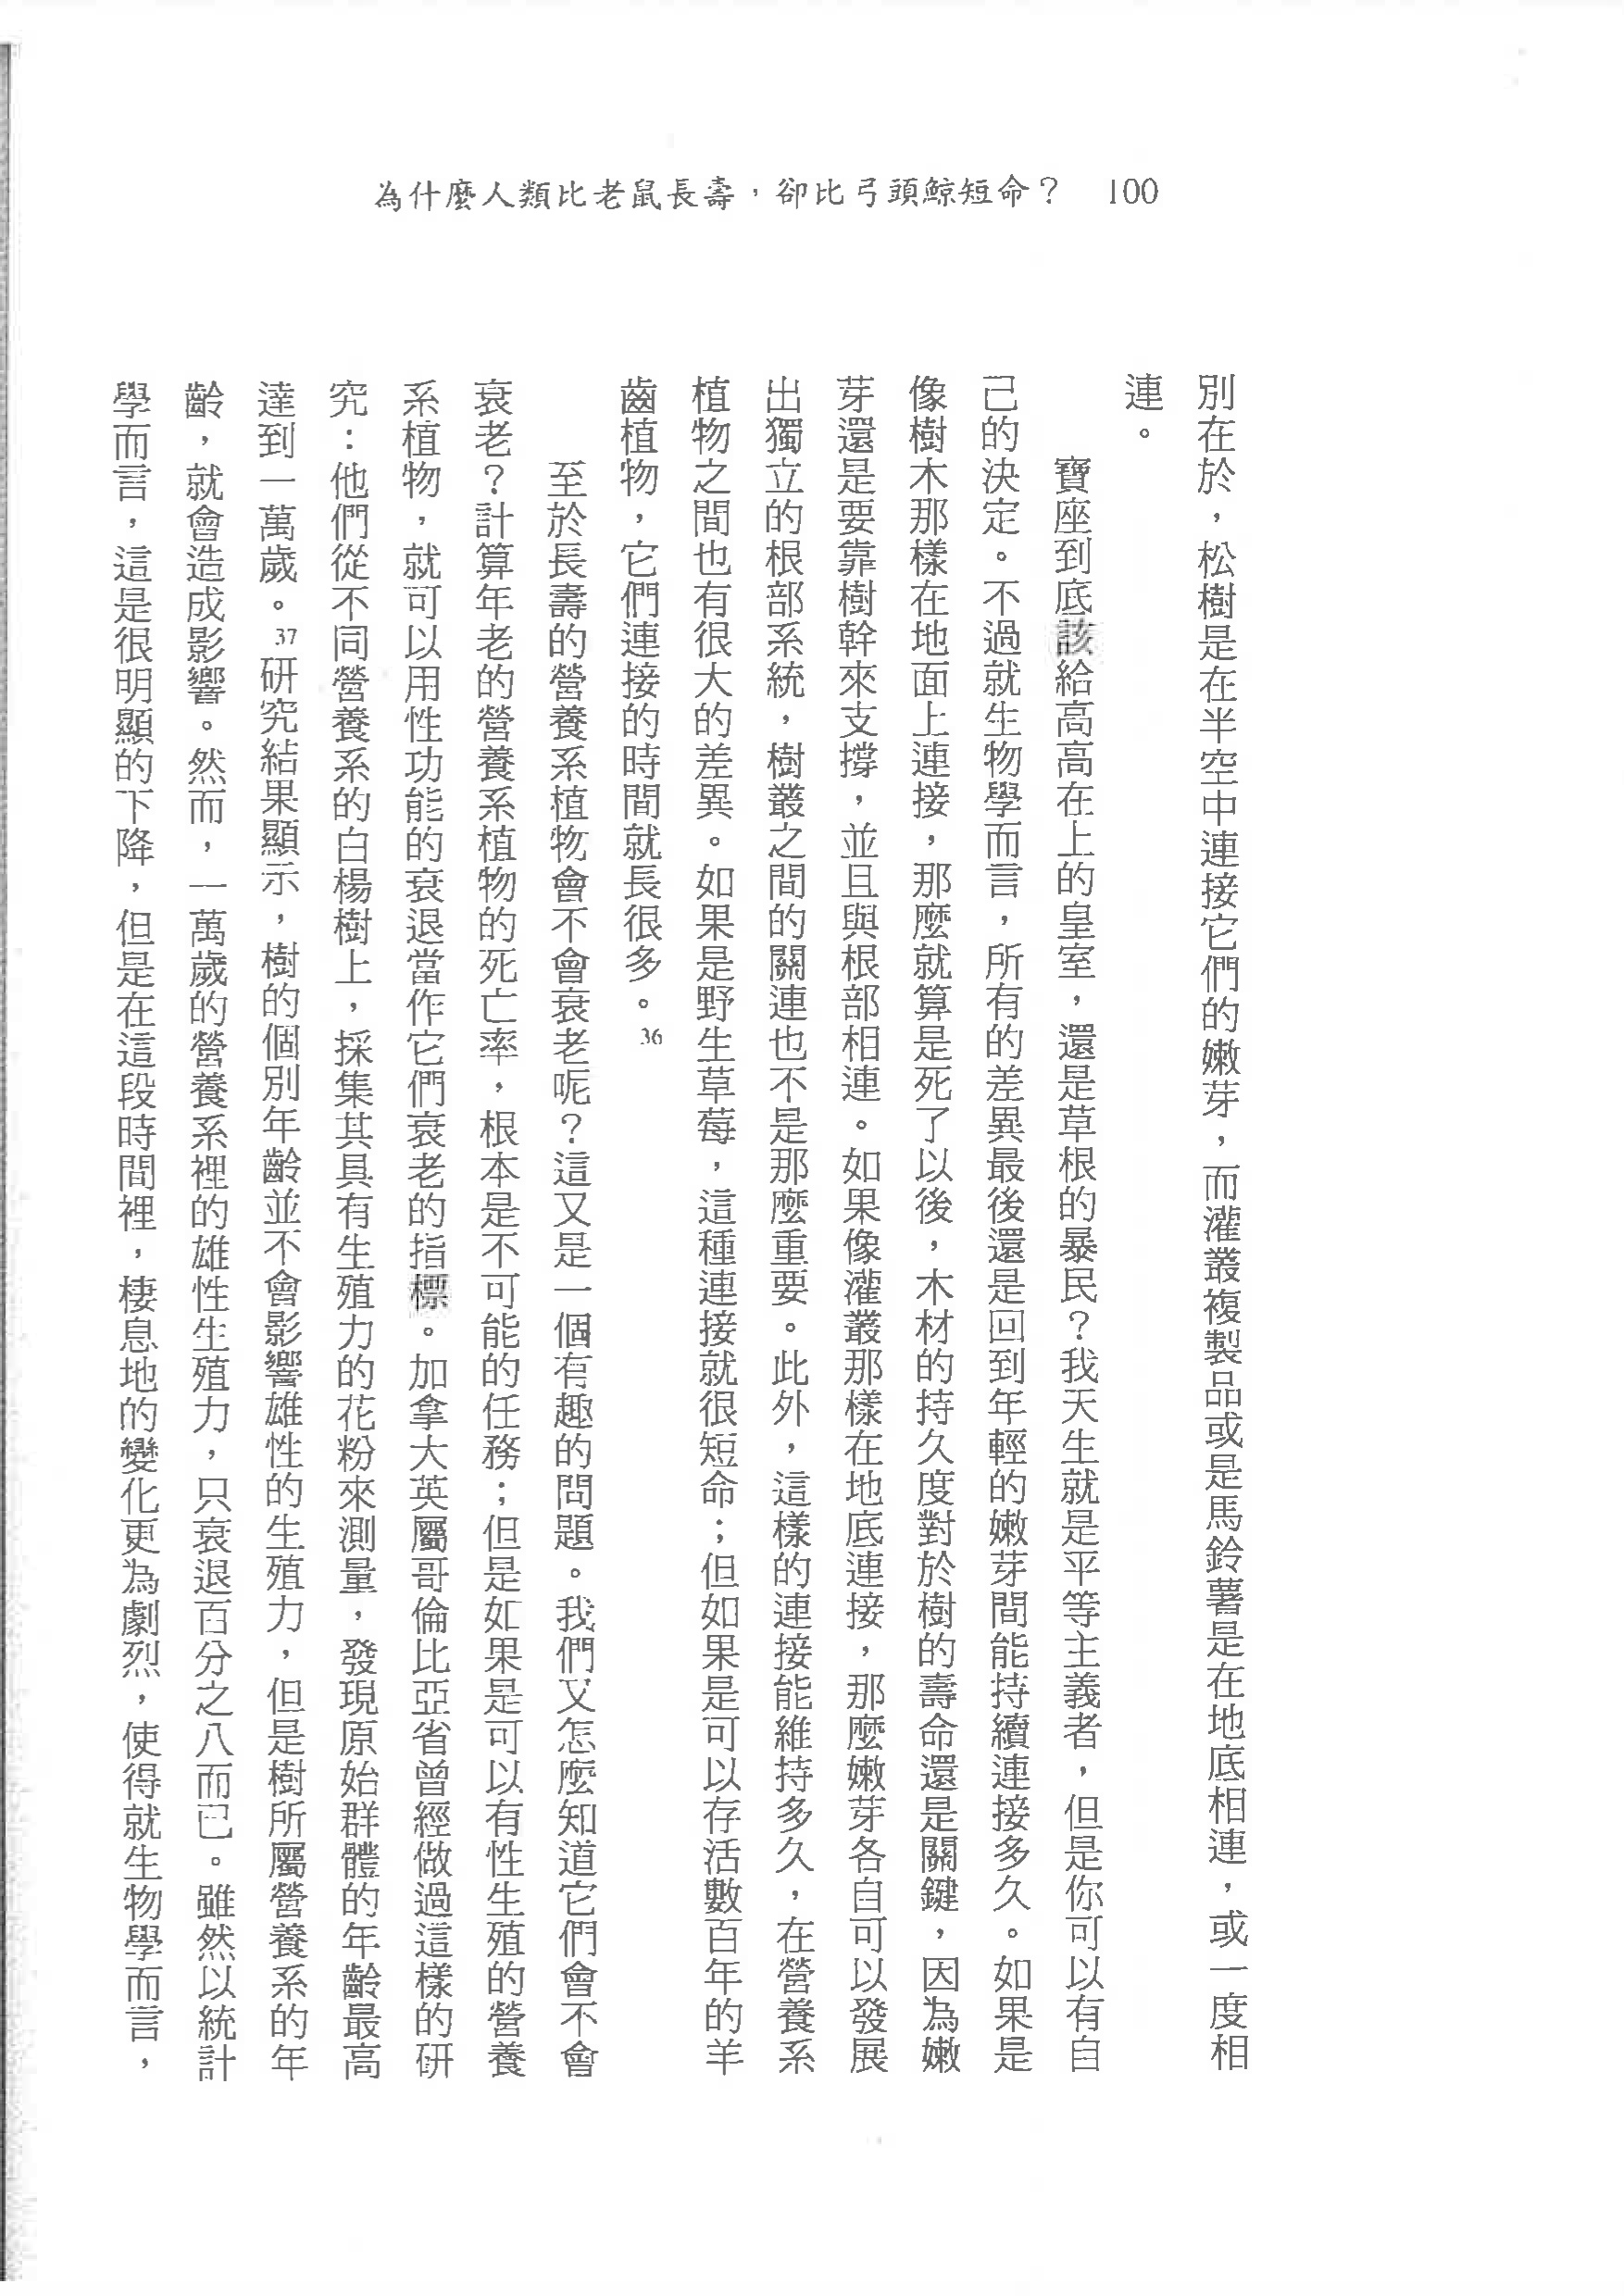 為什麼人類比老鼠長壽，卻比弓頭鯨短命？ 100
別在於，松樹是在半空中連接它們的嫩芽，而灌叢複製品或是馬鈴薯是在地底相連，或一度相
連。
寶座到底該給高高在上的皇室，還是草根的暴民？我天生就是平等主義者，但是你可以有自
己的決定。不過就生物學而言，所有的差異最後還是回到年輕的嫩芽間能持續連接多久。如果是
像樹木那樣在地面上連接，那麼就算是死了以後，木材的持久度對於樹的壽命還是關鍵，因為嫩
芽還是要靠樹幹來支撐，並且與根部相連。如果像灌叢那樣在地底連接，那麼嫩芽各自可以發展
出獨立的根部系統，樹叢之間的關連也不是那麼重要。此外，這樣的連接能維持多久，在營養系
植物之間也有很大的差異。如果是野生草莓，這種連接就很短命；但如果是可以存活數百年的羊
齒植物，它們連接的時間就長很多。36
至於長壽的營養系植物會不會衰老呢？這又是一個有趣的問題。我們又怎麼知道它們會不會
衰老？計算年老的營養系植物的死亡率，根本是不可能的任務；但是如果是可以有性生殖的營養
系植物，就可以用性功能的衰退當作它們衰老的指標。加拿大英屬哥倫比亞省曾經做過這樣的研
究：他們從不同營養系的白楊樹上，採集其具有生殖力的花粉來測量，發現原始群體的年齡最高
達到一萬歲。37研究結果顯示，樹的個別年齡並不會影響雄性的生殖力，但是樹所屬營養系的年
齡，就會造成影響。然而，一萬歲的營養系裡的雄性生殖力，只衰退百分之八而已。雖然以統計
學而言，這是很明顯的下降，但是在這段時間裡，棲息地的變化更為劇烈，使得就生物學而言，